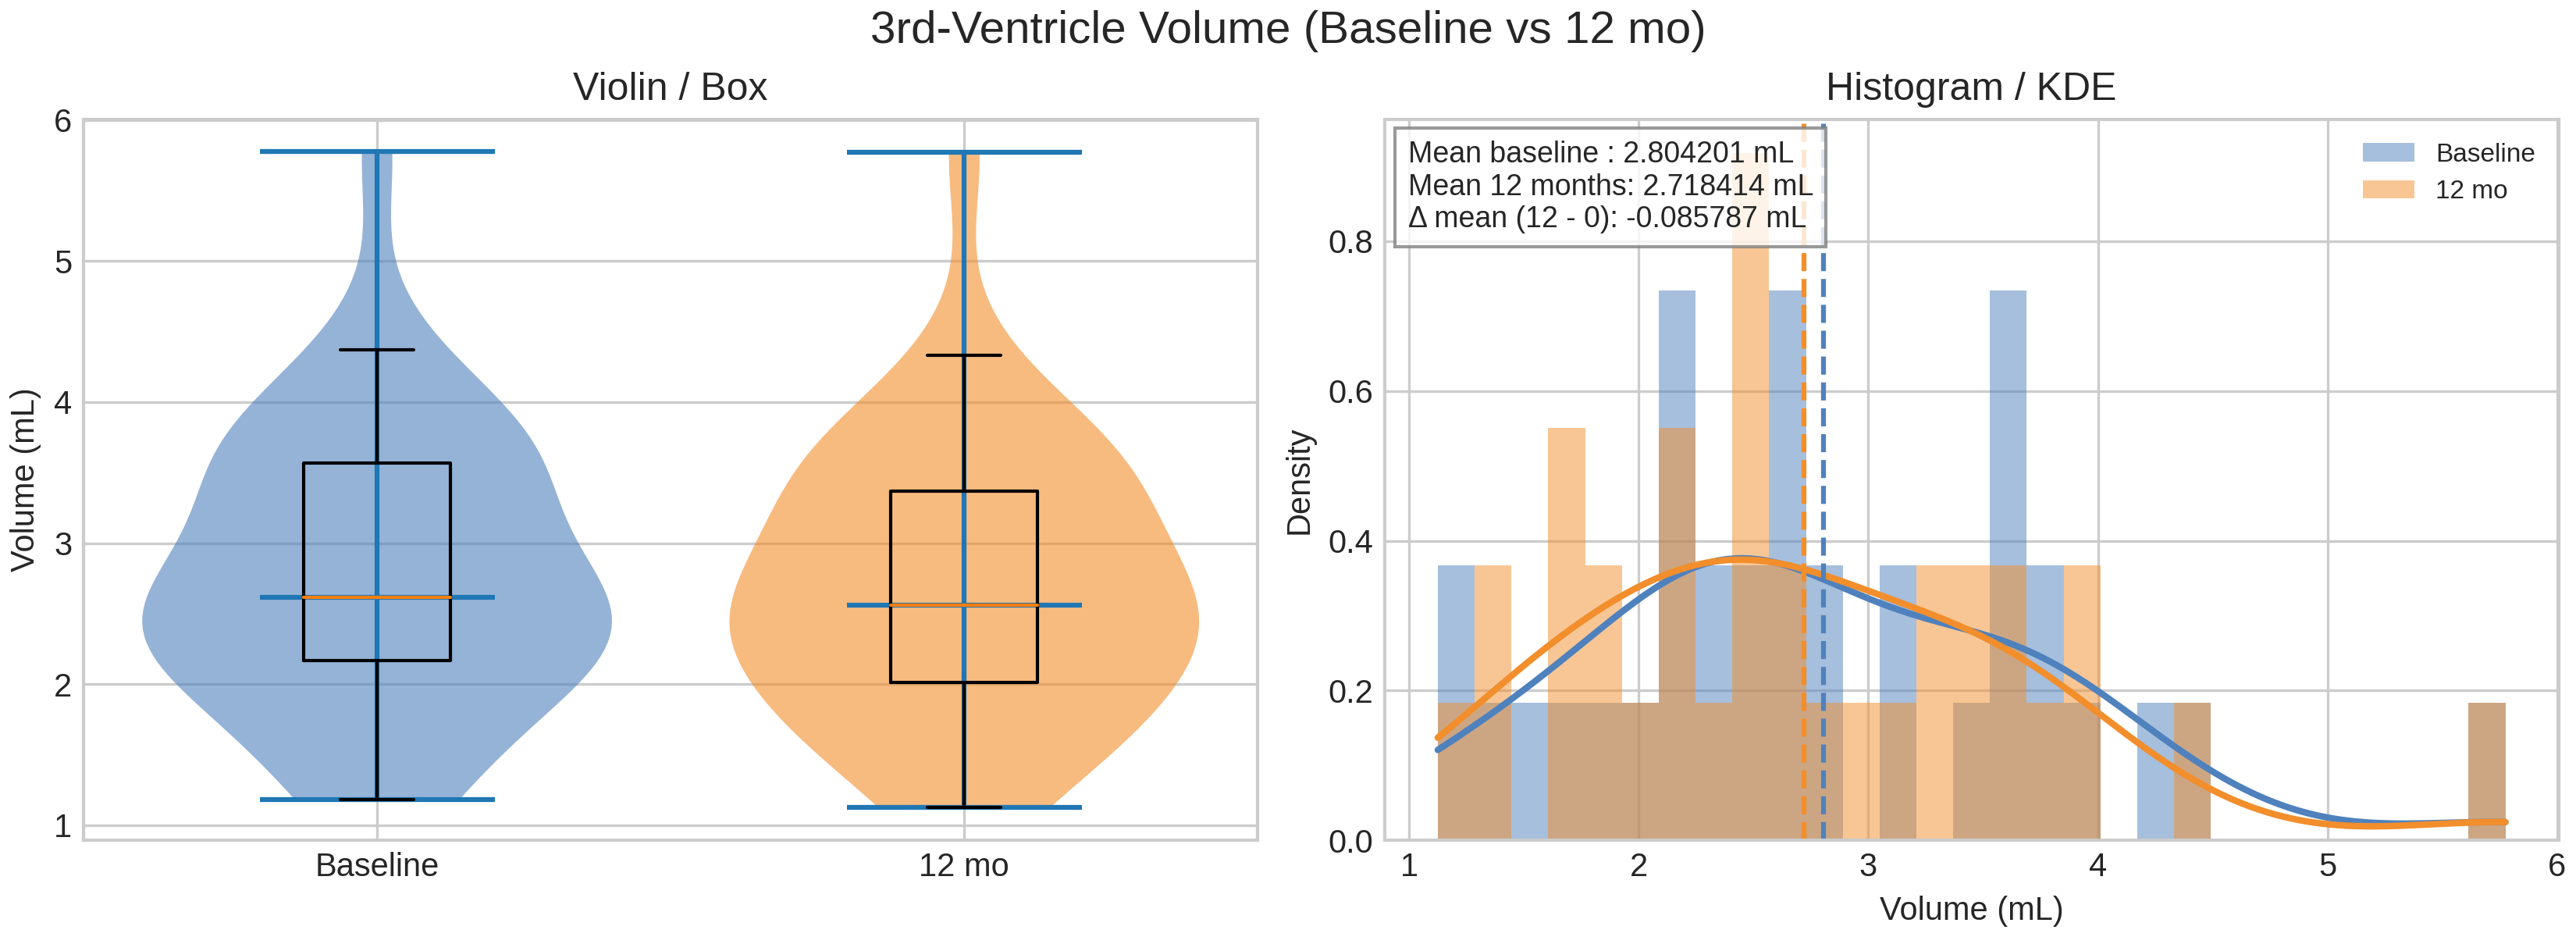 3rd-Ventricle Volume (Baseline vs 12 mo)
Violin / Box
Volume (mL)
6
5
4
3
2
1
Baseline
12 mo
Histogram / KDE
Mean baseline : 2.804201 mL
Mean 12 months: 2.718414 mL
Δ mean (12 - 0): -0.085787 mL
Baseline
12 mo
Density
0.8
0.6
0.4
0.2
0.0
1
2
3
4
5
6
Volume (mL)